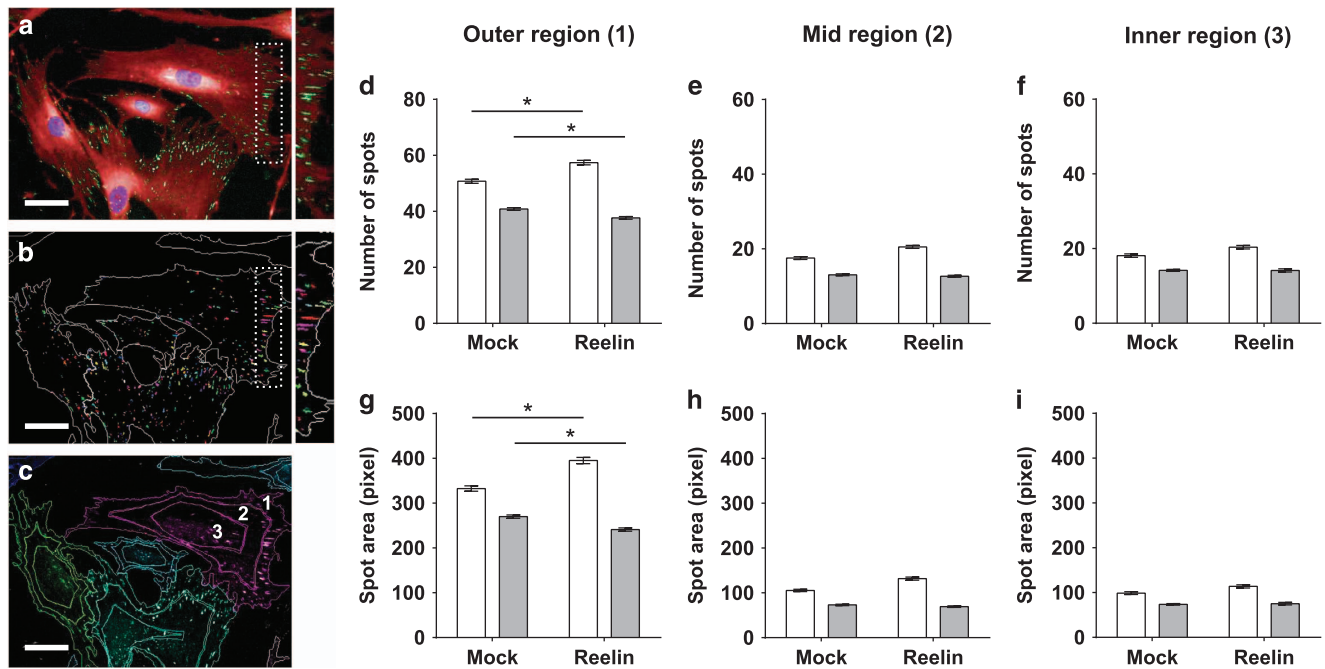 Outer region (1)
Mid region (2)
Inner region (3)
a
b
c
1
2
3
d
Number of spots
80
60
40
20
0
*
*
Mock
Reelin
e
Number of spots
60
40
20
0
Mock
Reelin
f
Number of spots
60
40
20
0
Mock
Reelin
g
Spot area (pixel)
500
400
300
200
100
0
*
*
Mock
Reelin
h
Spot area (pixel)
500
400
300
200
100
0
Mock
Reelin
i
Spot area (pixel)
500
400
300
200
100
0
Mock
Reelin